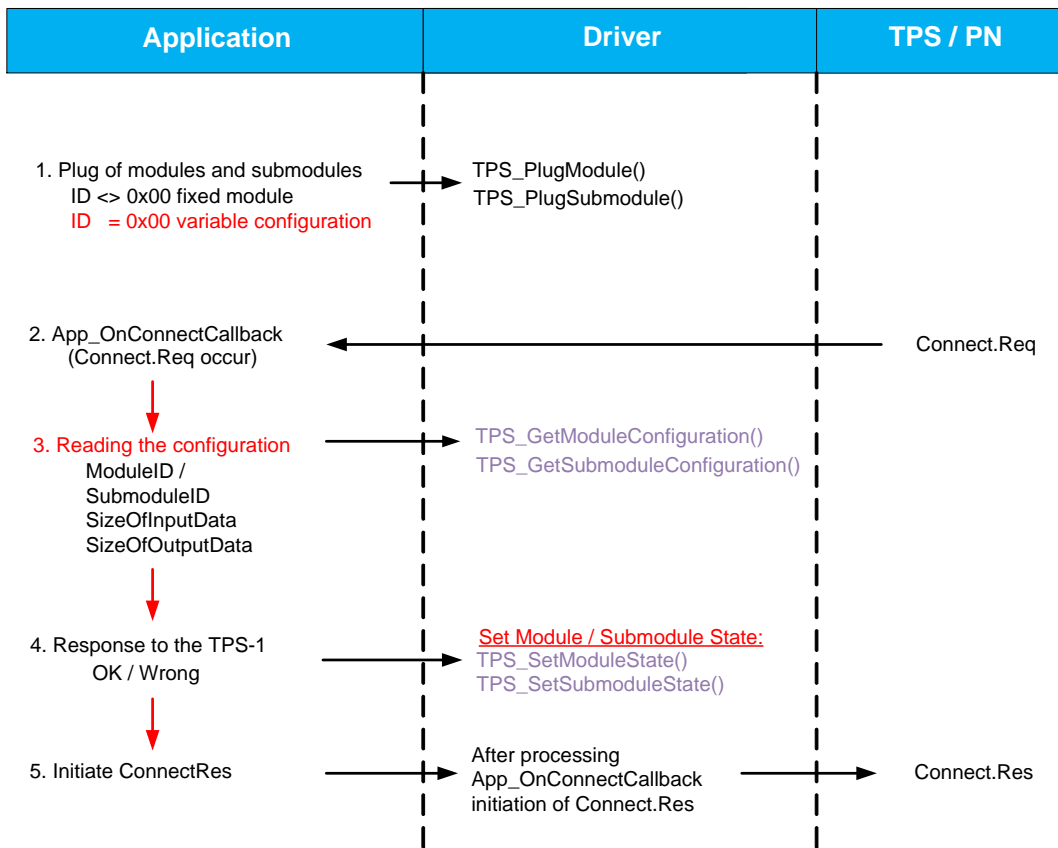 Application
Driver
TPS / PN
1. Plug of modules and submodules
ID <> 0x00 fixed module
ID = 0x00 variable configuration
TPS_PlugModule()
TPS_PlugSubmodule()
2. App_OnConnectCallback
(Connect.Req occur)
Connect.Req
3. Reading the configuration
ModuleID /
SubmoduleID
SizeOfInputData
SizeOfOutputData
TPS_GetModuleConfiguration()
TPS_GetSubmoduleConfiguration()
4. Response to the TPS-1
OK / Wrong
Set Module / Submodule State:
TPS_SetModuleState()
TPS_SetSubmoduleState()
5. Initiate ConnectRes
After processing
App_OnConnectCallback
initiation of Connect.Res
Connect.Res